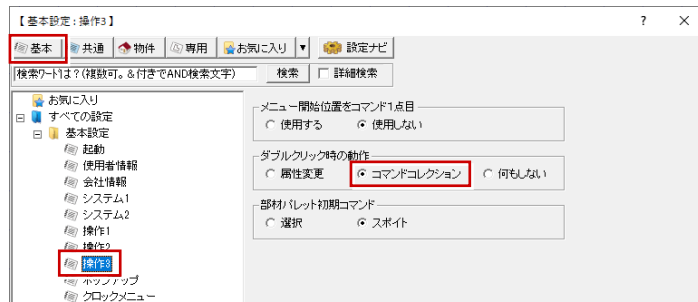 【 基本設定 : 操作3 】 ? ×
基本 共通 物件 専用 お気に入り ▼ 設定ナビ
検索ワードは？(複数可。&付きでAND検索文字) 検索 詳細検索
お気に入り
すべての設定
基本設定
起動
使用者情報
会社情報
システム1
システム2
操作1
操作2
操作3
ポップアップ
クロックメニュー
メニュー開始位置をコマンド1点目
使用する 使用しない
ダブルクリック時の動作
属性変更 コマンドコレクション 何もしない
部材パレット初期コマンド
選択 スポイト